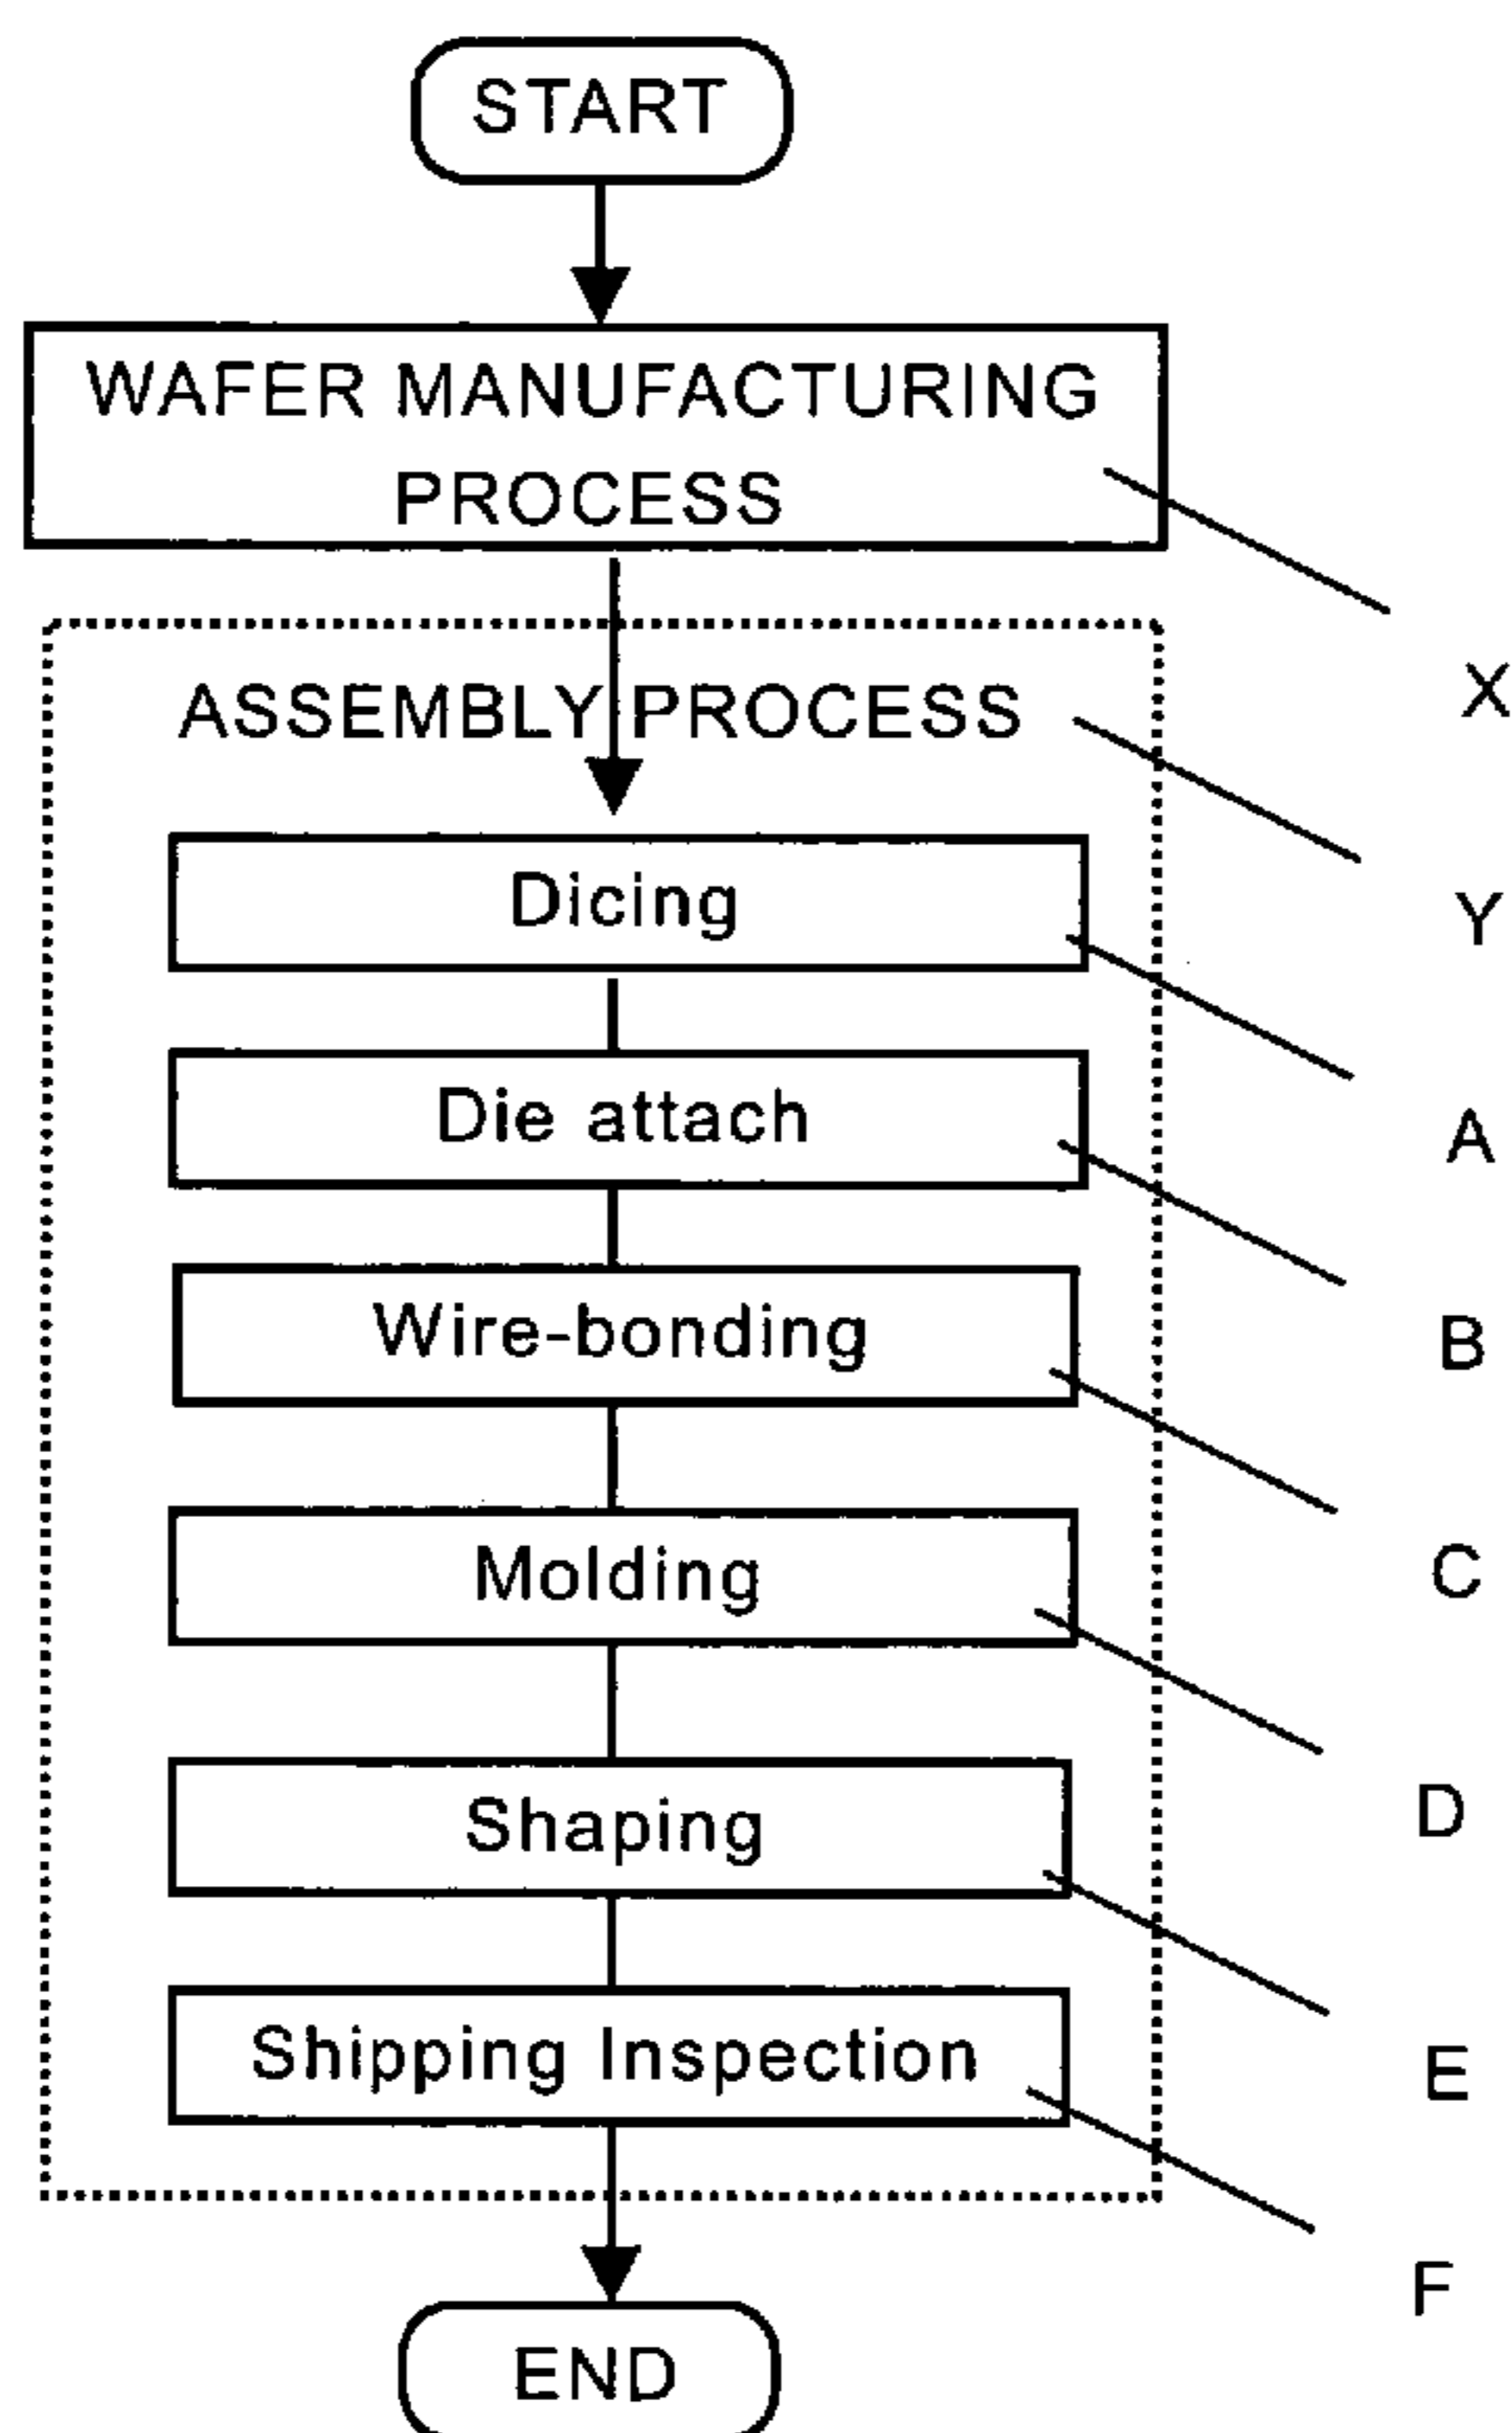 START
WAFER MANUFACTURING
PROCESS
X
ASSEMBLY PROCESS
Y
Dicing
A
Die attach
B
Wire-bonding
C
Molding
D
Shaping
E
Shipping Inspection
F
END